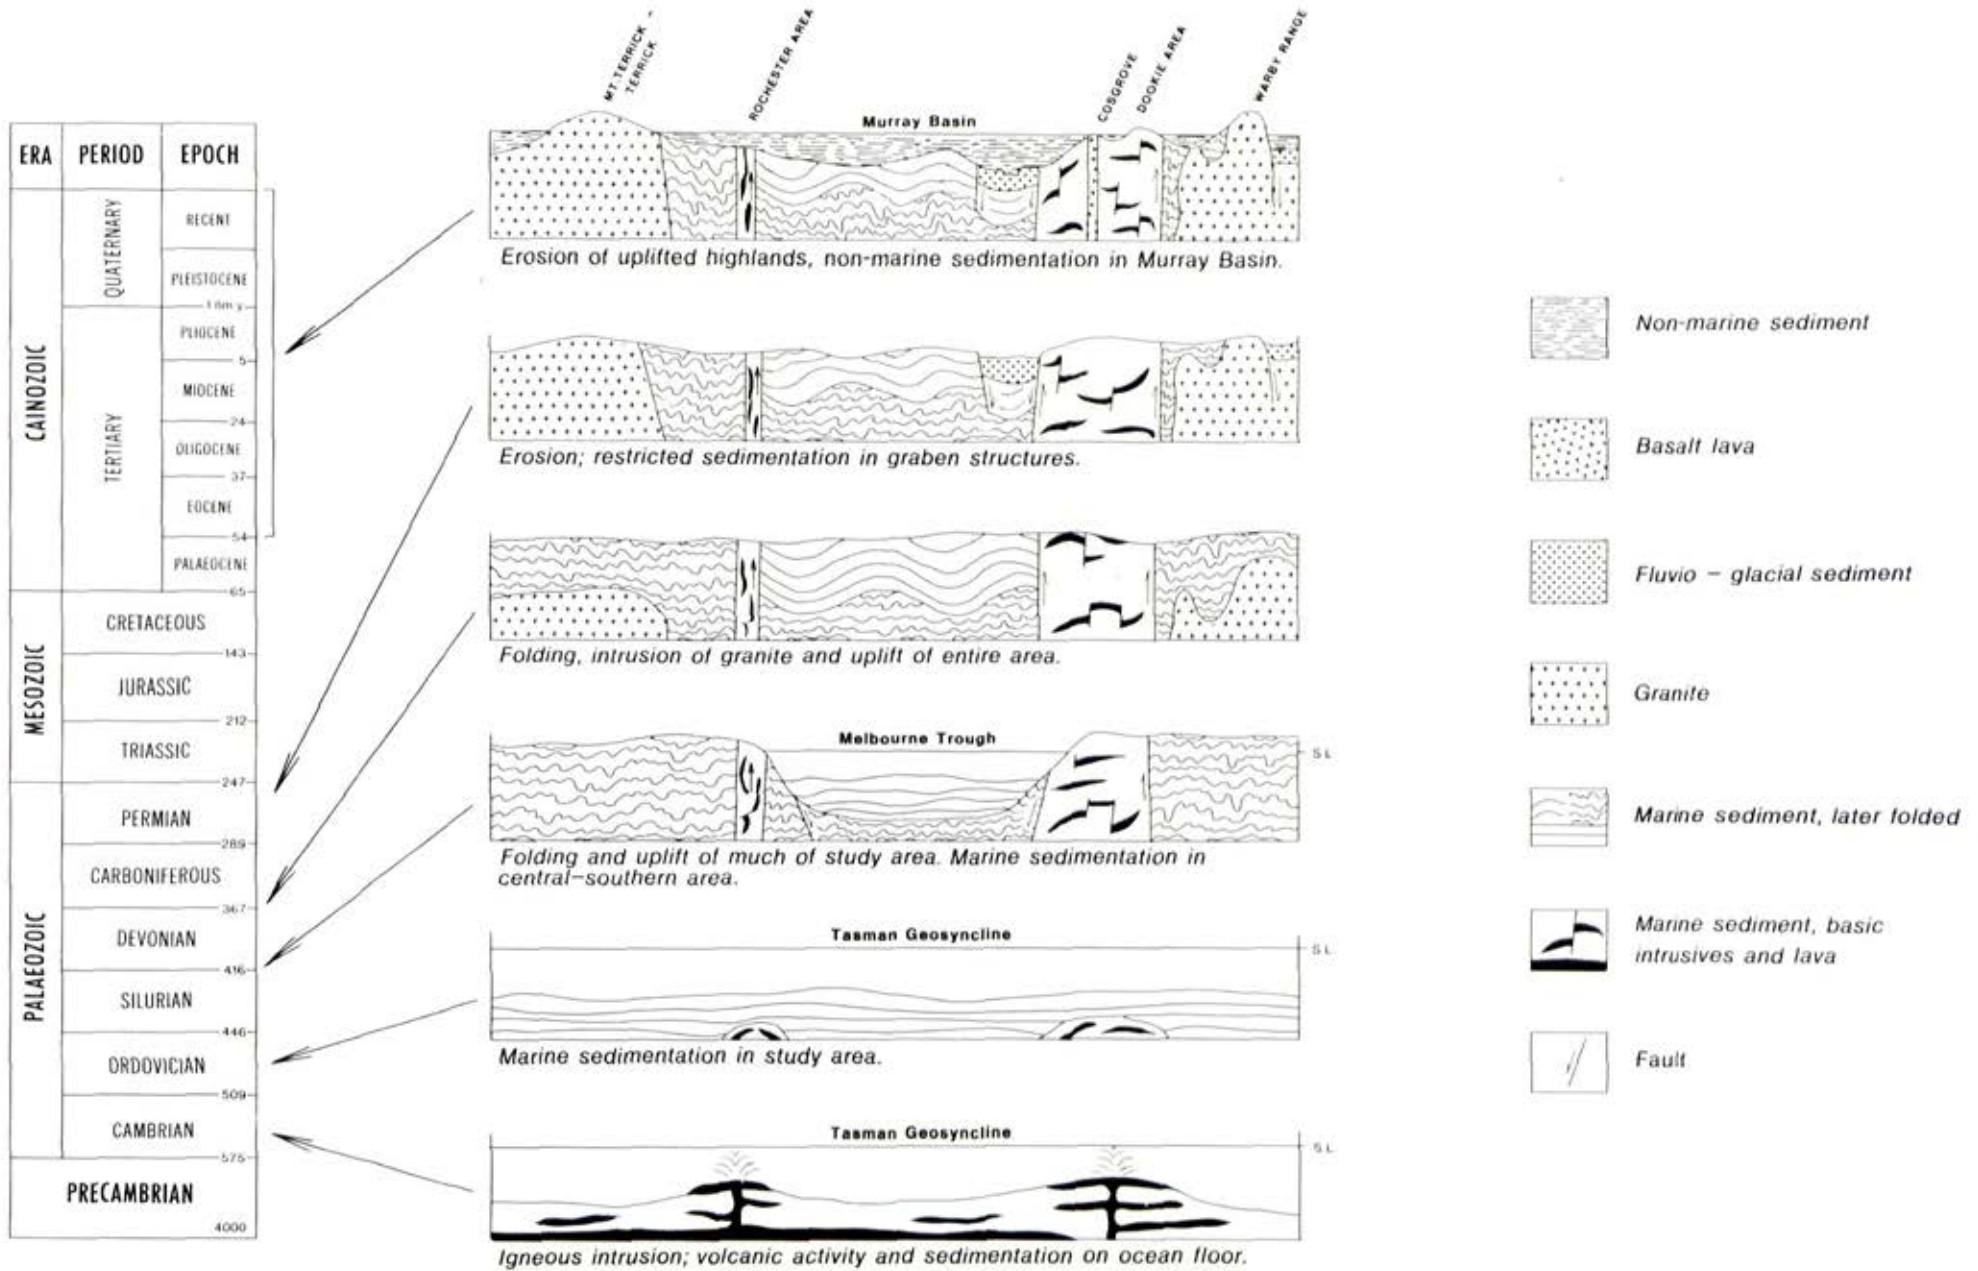 MT. TERRICK -
TERRICK
ROCHESTER AREA
COSGROVE
DOOKIE AREA
WARBY RANGE
ERA PERIOD EPOCH
CAINOZOIC
QUATERNARY
RECENT
PLEISTOCENE
TERTIARY
PLIOCENE
5
MIOCENE
24
OLIGOCENE
37
EOCENE
54
PALAEOCENE
65
MESOZOIC
CRETACEOUS
143
JURASSIC
212
TRIASSIC
247
PALAEOZOIC
PERMIAN
289
CARBONIFEROUS
367
DEVONIAN
416
SILURIAN
446
ORDOVICIAN
509
CAMBRIAN
575
PRECAMBRIAN
4000
Murray Basin
Erosion of uplifted highlands, non-marine sedimentation in Murray Basin.
Erosion; restricted sedimentation in graben structures.
Folding, intrusion of granite and uplift of entire area.
Melbourne Trough
S L
Folding and uplift of much of study area. Marine sedimentation in
central-southern area.
Tasman Geosyncline
S L
Marine sedimentation in study area.
Tasman Geosyncline
S L
Igneous intrusion; volcanic activity and sedimentation on ocean floor.
Non-marine sediment
Basalt lava
Fluvio - glacial sediment
Granite
Marine sediment, later folded
Marine sediment, basic
intrusives and lava
Fault